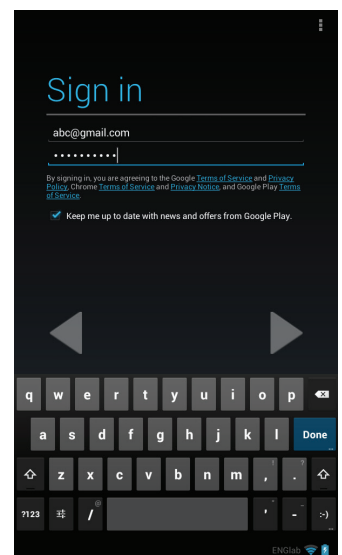 Sign in
abc@gmail.com
••••••••••
By signing in, you are agreeing to the Google Terms of Service and Privacy
Policy, Chrome Terms of Service and Privacy Notice, and Google Play Terms
of Service.
Keep me up to date with news and offers from Google Play.
q w e r t y u i o p
a s d f g h j k l Done
z x c v b n m , ! . ?
?123 / @ ' - _ :-)
ENGlab